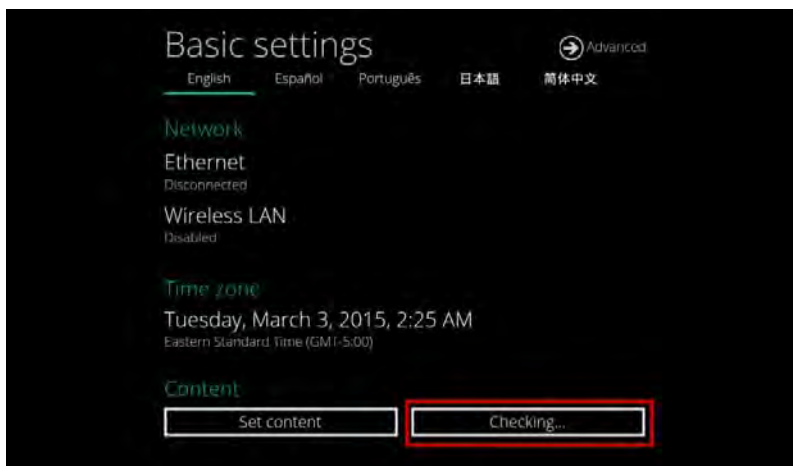 Basic settings
Advanced
English Español Português 日本語 简体中文
Network
Ethernet
Disconnected
Wireless LAN
Disabled
Time zone
Tuesday, March 3, 2015, 2:25 AM
Eastern Standard Time (GMT-5:00)
Content
Set content Checking...